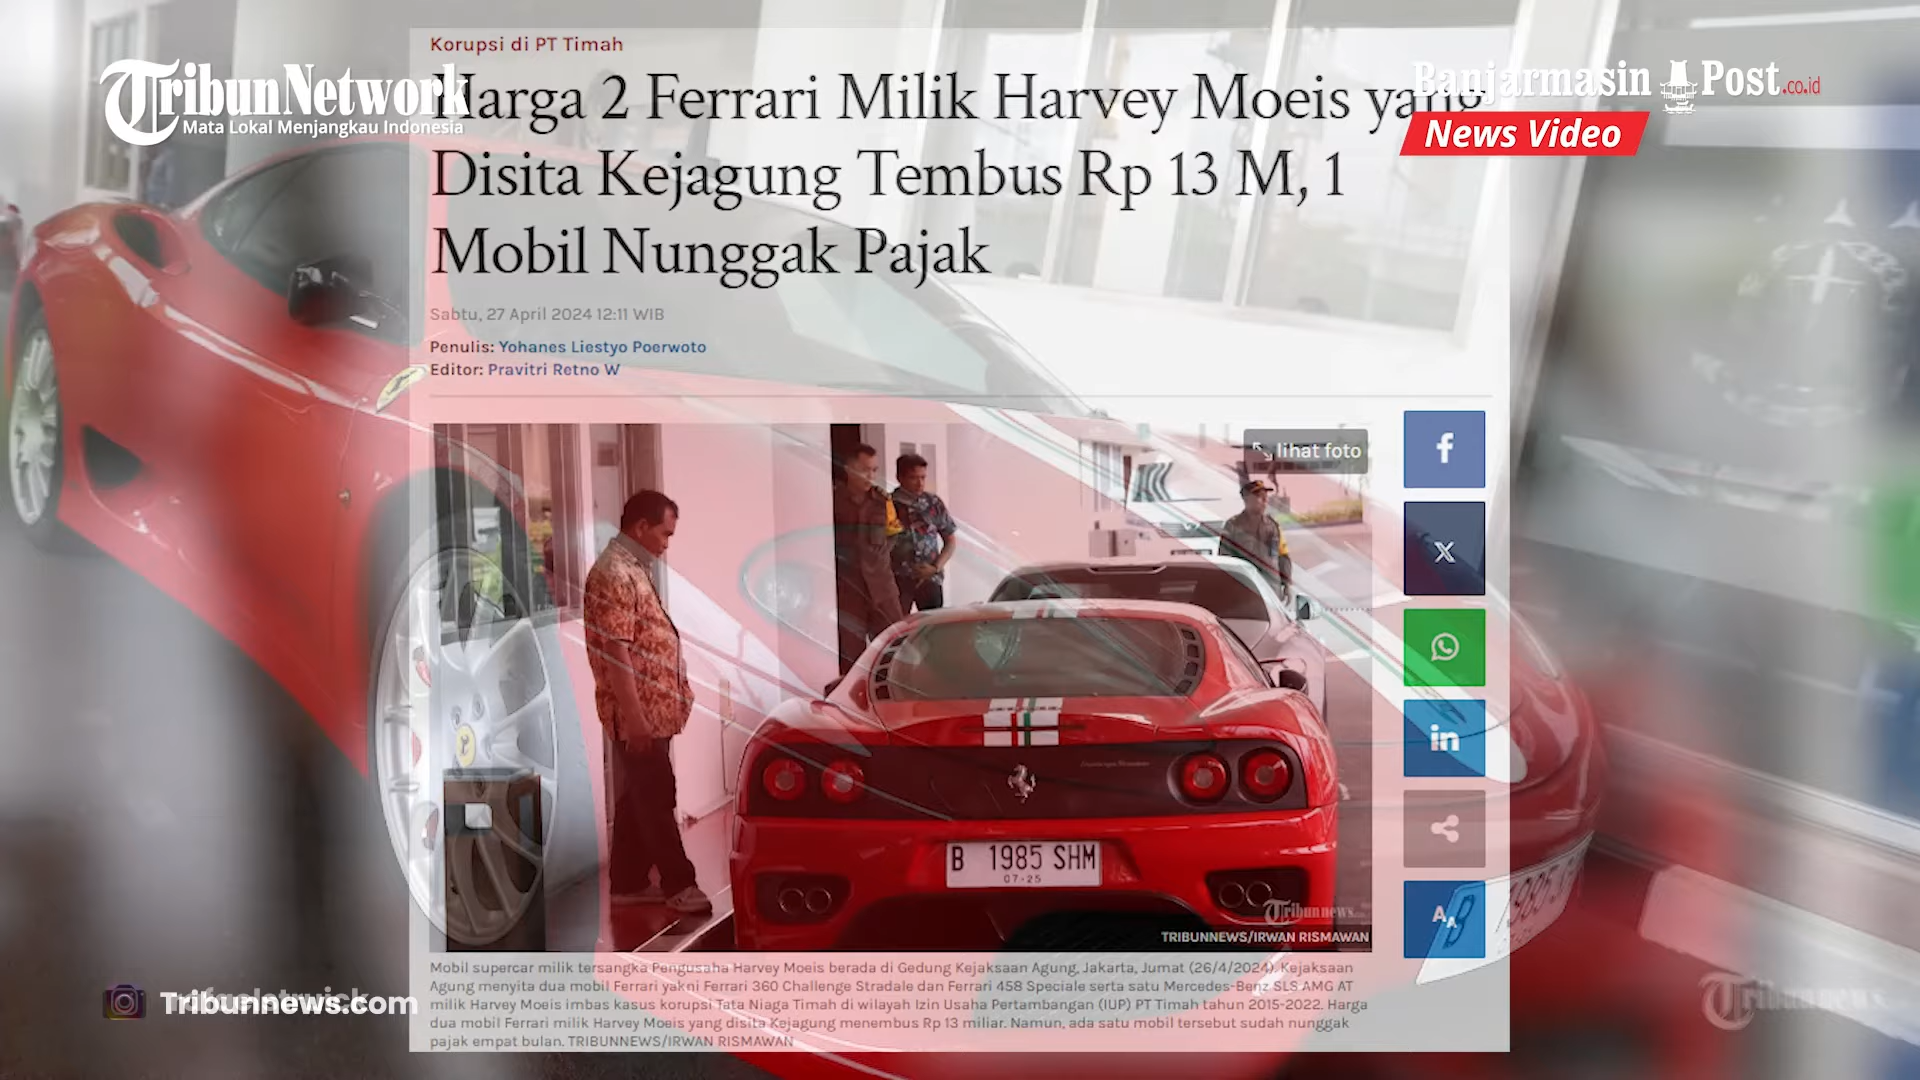 Korupsi di PT Timah
TribunNetwork
Mata Lokal Menjangkau Indonesia
Banjarmasin Post.co.id
News Video
Harga 2 Ferrari Milik Harvey Moeis yang
Disita Kejagung Tembus Rp 13 M, 1
Mobil Nunggak Pajak
Sabtu, 27 April 2024 12:11 WIB
Penulis: Yohanes Liestyo Poerwoto
Editor: Pravitri Retno W
lihat foto
B 1985 SHM
07-25
Tribunnews.com
TRIBUNNEWS/IRWAN RISMAWAN
Mobil supercar milik tersangka Pengusaha Harvey Moeis berada di Gedung Kejaksaan Agung, Jakarta, Jumat (26/4/2024). Kejaksaan
Agung menyita dua mobil Ferrari yakni Ferrari 360 Challenge Stradale dan Ferrari 458 Speciale serta satu Mercedes-Benz SLS AMG AT
milik Harvey Moeis imbas kasus korupsi Tata Niaga Timah di wilayah Izin Usaha Pertambangan (IUP) PT Timah tahun 2015-2022. Harga
dua mobil Ferrari milik Harvey Moeis yang disita Kejagung menembus Rp 13 miliar. Namun, ada satu mobil tersebut sudah nunggak
pajak empat bulan. TRIBUNNEWS/IRWAN RISMAWAN
Tribunnews.com
Tribunnews